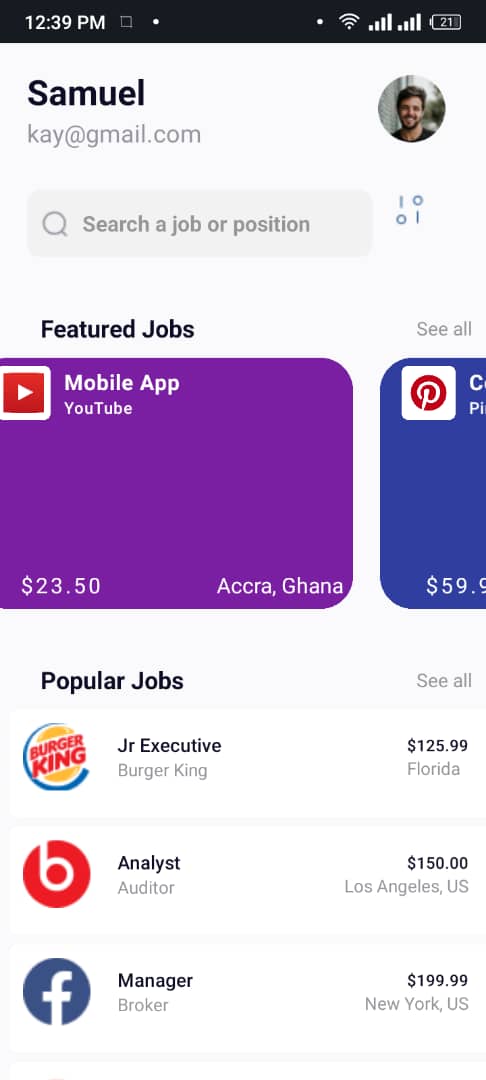 12:39 PM
21
Samuel
kay@gmail.com
Search a job or position
Featured Jobs
See all
Mobile App
YouTube
$23.50
Accra, Ghana
$59.9
Popular Jobs
See all
BURGER
KING
Jr Executive
Burger King
$125.99
Florida
Analyst
Auditor
$150.00
Los Angeles, US
Manager
Broker
$199.99
New York, US